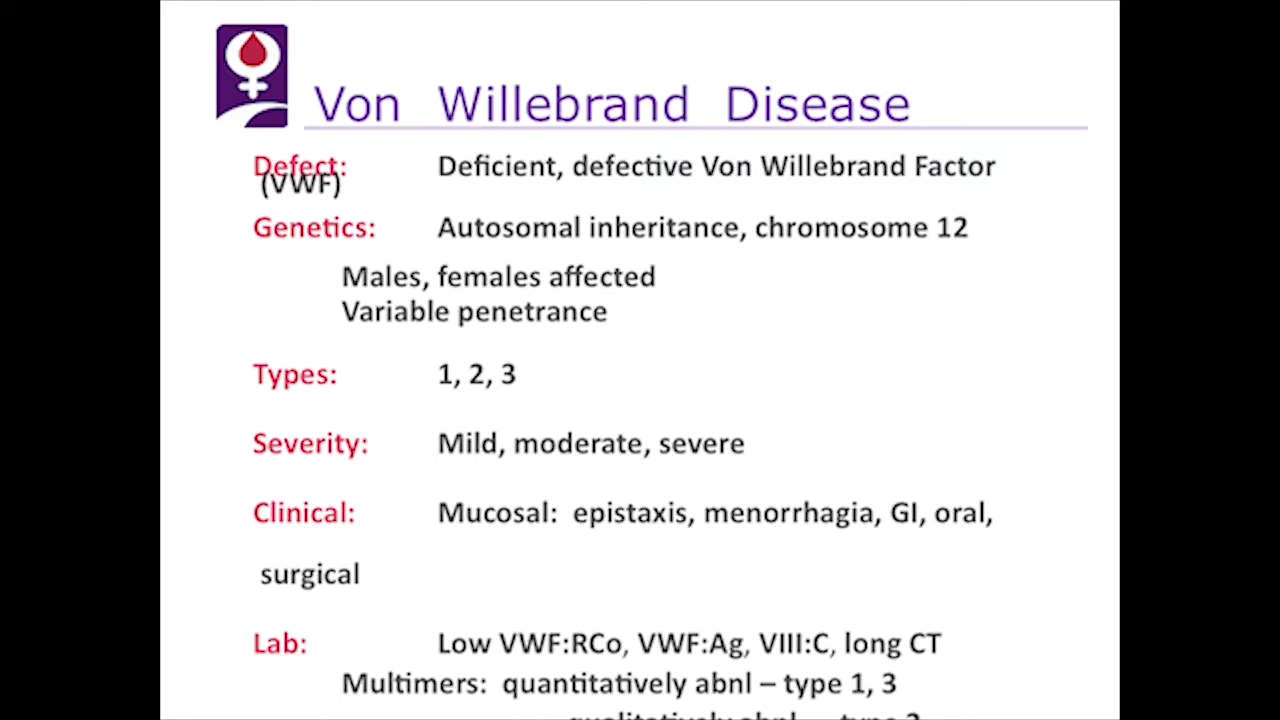 Von Willebrand Disease
Defect: Deficient, defective Von Willebrand Factor
(VWF)
Genetics: Autosomal inheritance, chromosome 12
Males, females affected
Variable penetrance
Types: 1, 2, 3
Severity: Mild, moderate, severe
Clinical: Mucosal: epistaxis, menorrhagia, GI, oral,
surgical
Lab: Low VWF:RCo, VWF:Ag, VIII:C, long CT
Multimers: quantitatively abnl – type 1, 3